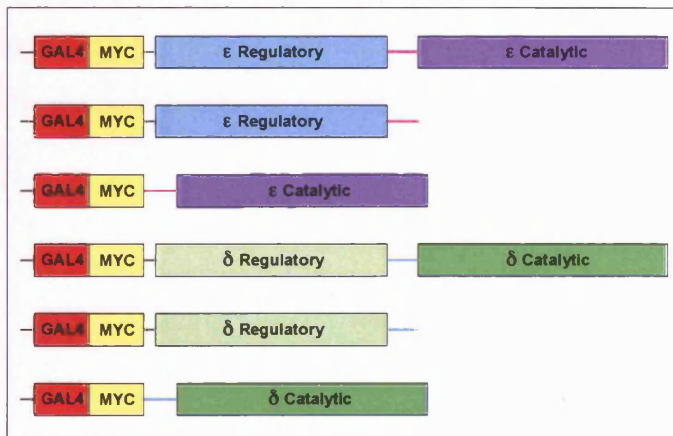 GAL4 MYC ε Regulatory ε Catalytic
GAL4 MYC ε Regulatory
GAL4 MYC ε Catalytic
GAL4 MYC δ Regulatory δ Catalytic
GAL4 MYC δ Regulatory
GAL4 MYC δ Catalytic